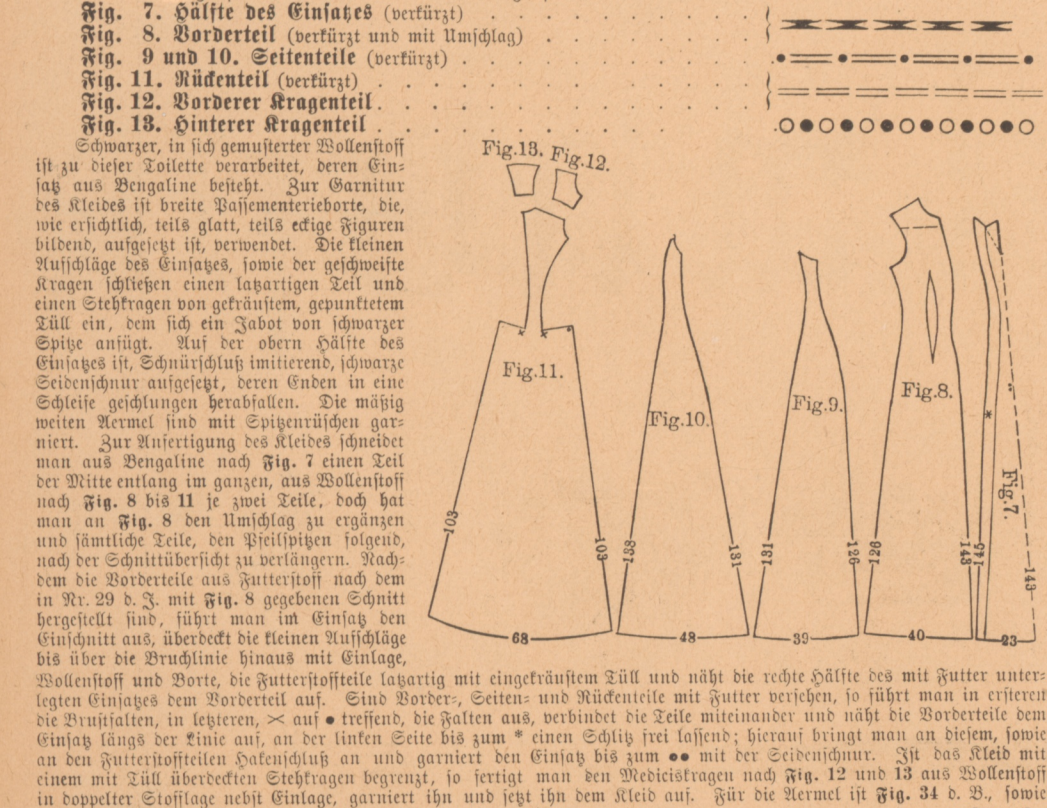 Fig. 7. Hälfte des Einsatzes (verkürzt)
Fig. 8. Vorderteil (verkürzt und mit Umschlag)
Fig. 9 und 10. Seitenteile (verkürzt)
Fig. 11. Rückenteil (verkürzt)
Fig. 12. Vorderer Kragenteil
Fig. 13. Hinterer Kragenteil
Schwarzer, in sich gemusterter Wollenstoff
ist zu dieser Toilette verarbeitet, deren Ein-
satz aus Bengaline besteht. Zur Garnitur
des Kleides ist breite Passementerieborte, die,
wie ersichtlich, teils glatt, teils eckige Figuren
bildend, aufgesetzt ist, verwendet. Die kleinen
Aufschläge des Einsatzes, sowie der geschweifte
Kragen schließen einen latzartigen Teil und
einen Stehkragen von gekräustem, gepunktetem
Tüll ein, dem sich ein Jabot von schwarzer
Spitze anfügt. Auf der obern Hälfte des
Einsatzes ist, Schnürschluß imitierend, schwarze
Seidenschnur aufgesetzt, deren Enden in eine
Schleife geschlungen herabfallen. Die mäßig
weiten Aermel sind mit Spitzenrüschen gar-
niert. Zur Anfertigung des Kleides schneidet
man aus Bengaline nach Fig. 7 einen Teil
der Mitte entlang im ganzen, aus Wollenstoff
nach Fig. 8 bis 11 je zwei Teile, doch hat
man an Fig. 8 den Umschlag zu ergänzen
und sämtliche Teile, den Pfeilspitzen folgend,
nach der Schnittübersicht zu verlängern. Nach-
dem die Vorderteile aus Futterstoff nach dem
in Nr. 29 d. J. mit Fig. 8 gegebenen Schnitt
hergestellt sind, führt man im Einsatz den
Einschnitt aus, überdeckt die kleinen Aufschläge
bis über die Bruchlinie hinaus mit Einlage,
Wollenstoff und Borte, die Futterstoffteile latzartig mit eingekräustem Tüll und näht die rechte Hälfte des mit Futter unter-
legten Einsatzes dem Vorderteil auf. Sind Vorder-, Seiten- und Rückenteile mit Futter versehen, so führt man in ersteren
die Brustfalten, in letzteren, × auf ● treffend, die Falten aus, verbindet die Teile miteinander und näht die Vorderteile dem
Einsatz längs der Linie auf, an der linken Seite bis zum * einen Schlitz frei lassend; hierauf bringt man an diesem, sowie
an den Futterstoffteilen Hakenschluß an und garniert den Einsatz bis zum ●● mit der Seidenschnur. Ist das Kleid mit
einem mit Tüll überdeckten Stehkragen begrenzt, so fertigt man den Medicistragen nach Fig. 12 und 13 aus Wollenstoff
in doppelter Stofflage nebst Einlage, garniert ihn und setzt ihn dem Kleid auf. Für die Aermel ist Fig. 34 d. B., sowie
Fig.13. Fig.12.
Fig.11.
103
103
68
Fig.10.
138
131
48
Fig.9.
131
126
39
Fig.8.
126
143
40
Fig.7.
145
143
23